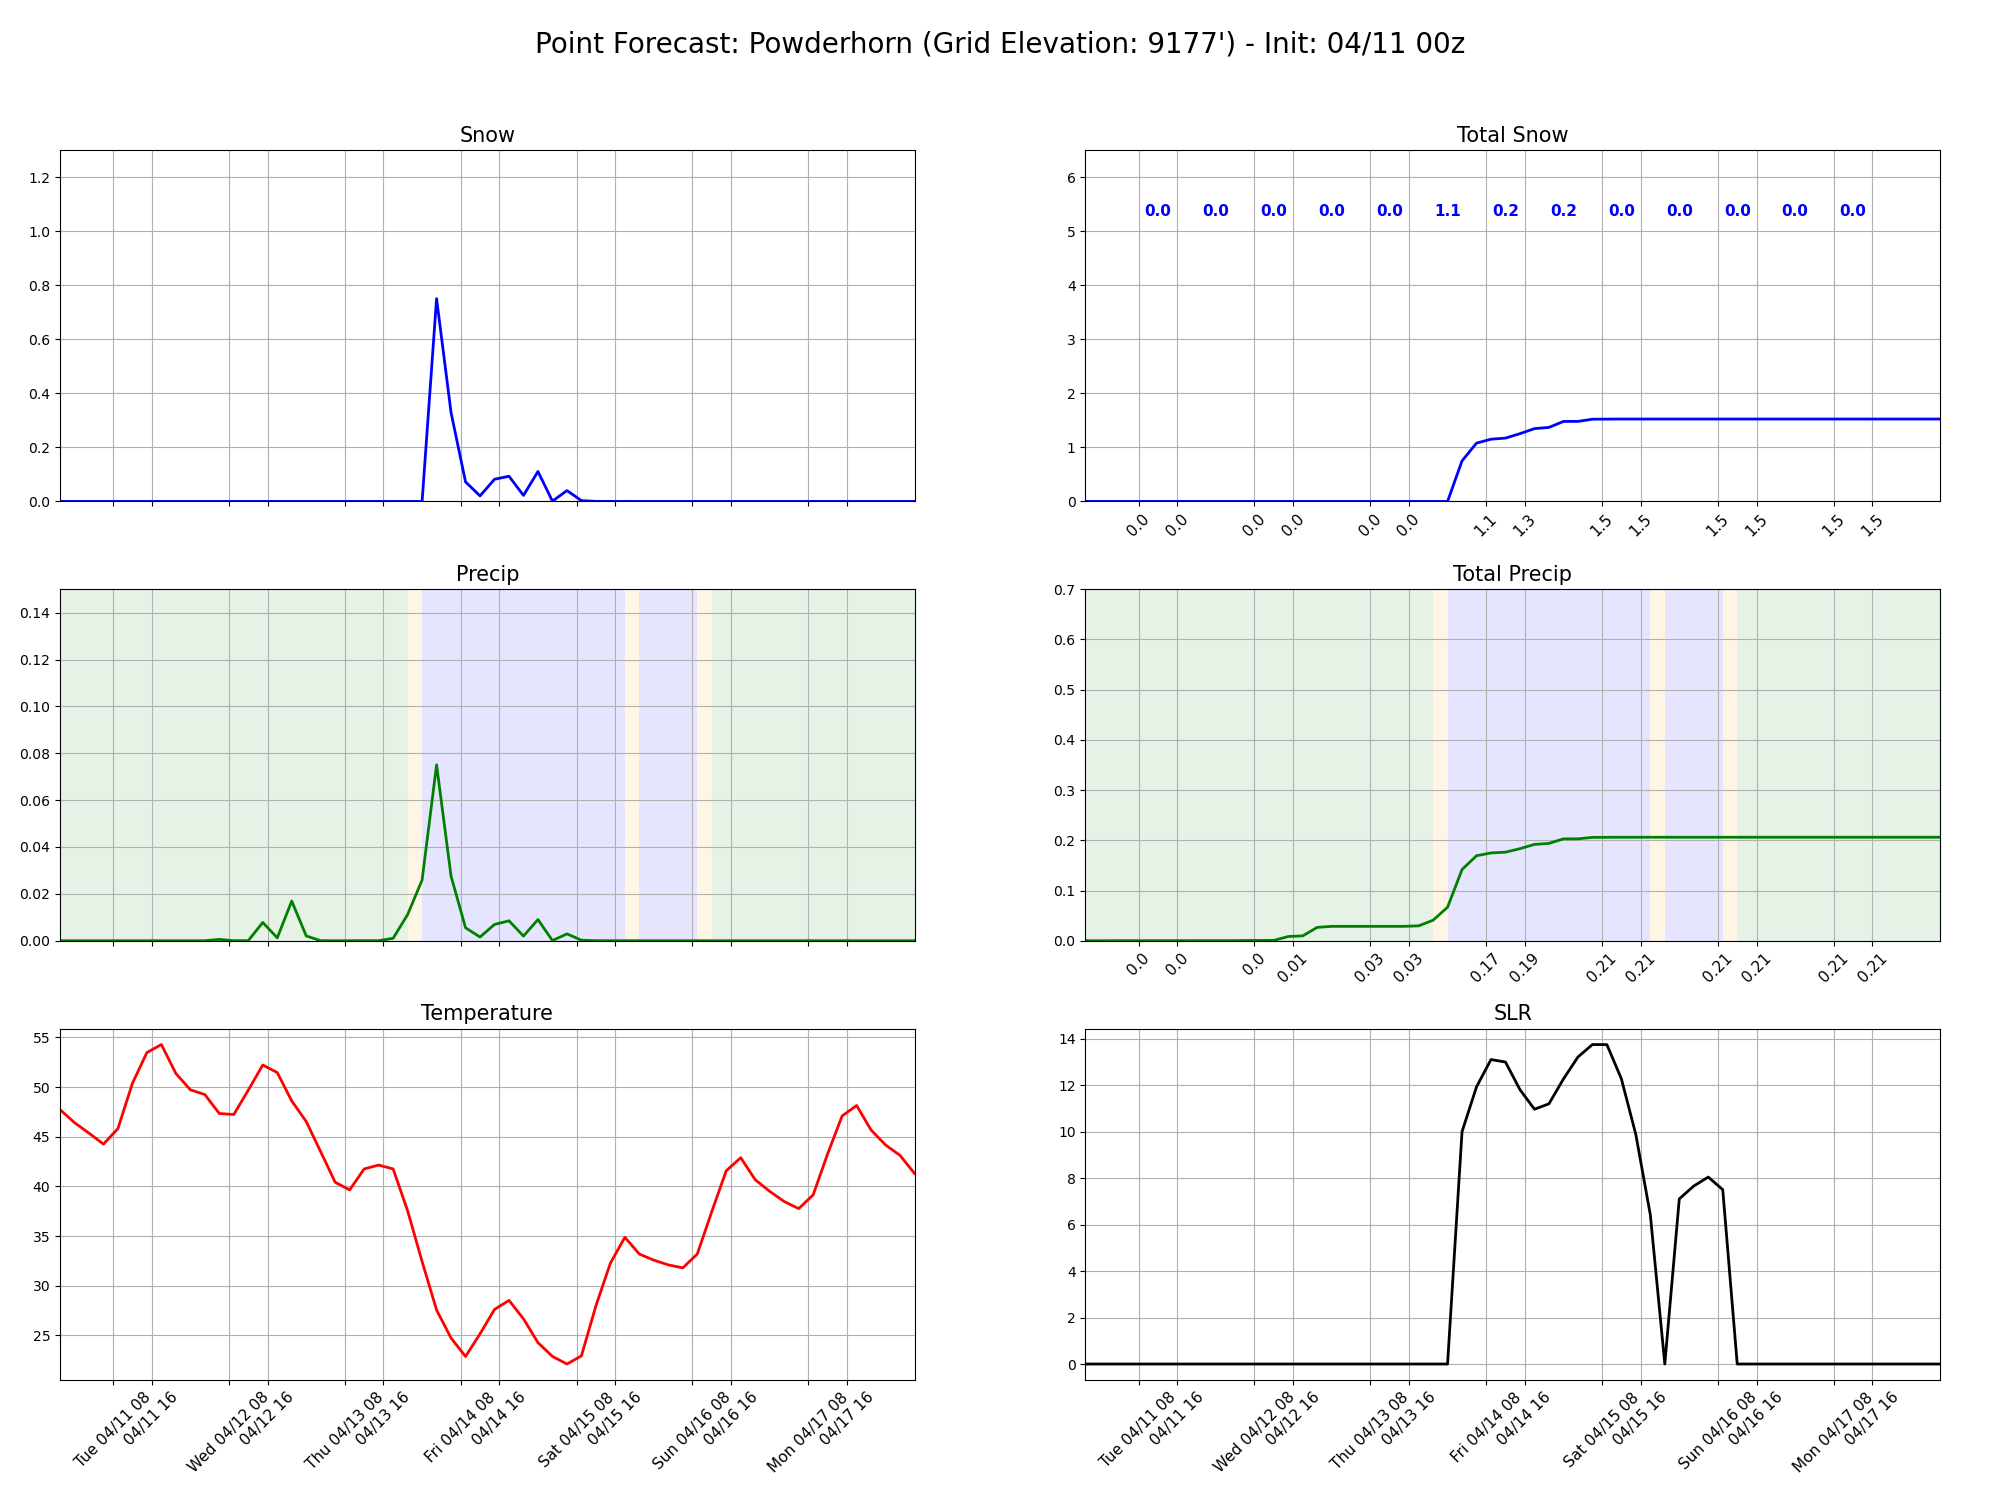 Point Forecast: Powderhorn (Grid Elevation: 9177') - Init: 04/11 00z
Snow
1.2
1.0
0.8
0.6
0.4
0.2
0.0
Total Snow
6
5
4
3
2
1
0
0.0 0.0 0.0 0.0 0.0 1.1 0.2 0.2 0.0 0.0 0.0 0.0 0.0
0.0 0.0 0.0 0.0 0.0 0.0 1.1 1.3 1.5 1.5 1.5 1.5 1.5 1.5
Precip
0.14
0.12
0.10
0.08
0.06
0.04
0.02
0.00
Total Precip
0.7
0.6
0.5
0.4
0.3
0.2
0.1
0.0
0.0 0.0 0.0 0.01 0.03 0.03 0.17 0.19 0.21 0.21 0.21 0.21 0.21 0.21
Temperature
55
50
45
40
35
30
25
Tue 04/11 08
04/11 16
Wed 04/12 08
04/12 16
Thu 04/13 08
04/13 16
Fri 04/14 08
04/14 16
Sat 04/15 08
04/15 16
Sun 04/16 08
04/16 16
Mon 04/17 08
04/17 16
SLR
14
12
10
8
6
4
2
0
Tue 04/11 08
04/11 16
Wed 04/12 08
04/12 16
Thu 04/13 08
04/13 16
Fri 04/14 08
04/14 16
Sat 04/15 08
04/15 16
Sun 04/16 08
04/16 16
Mon 04/17 08
04/17 16